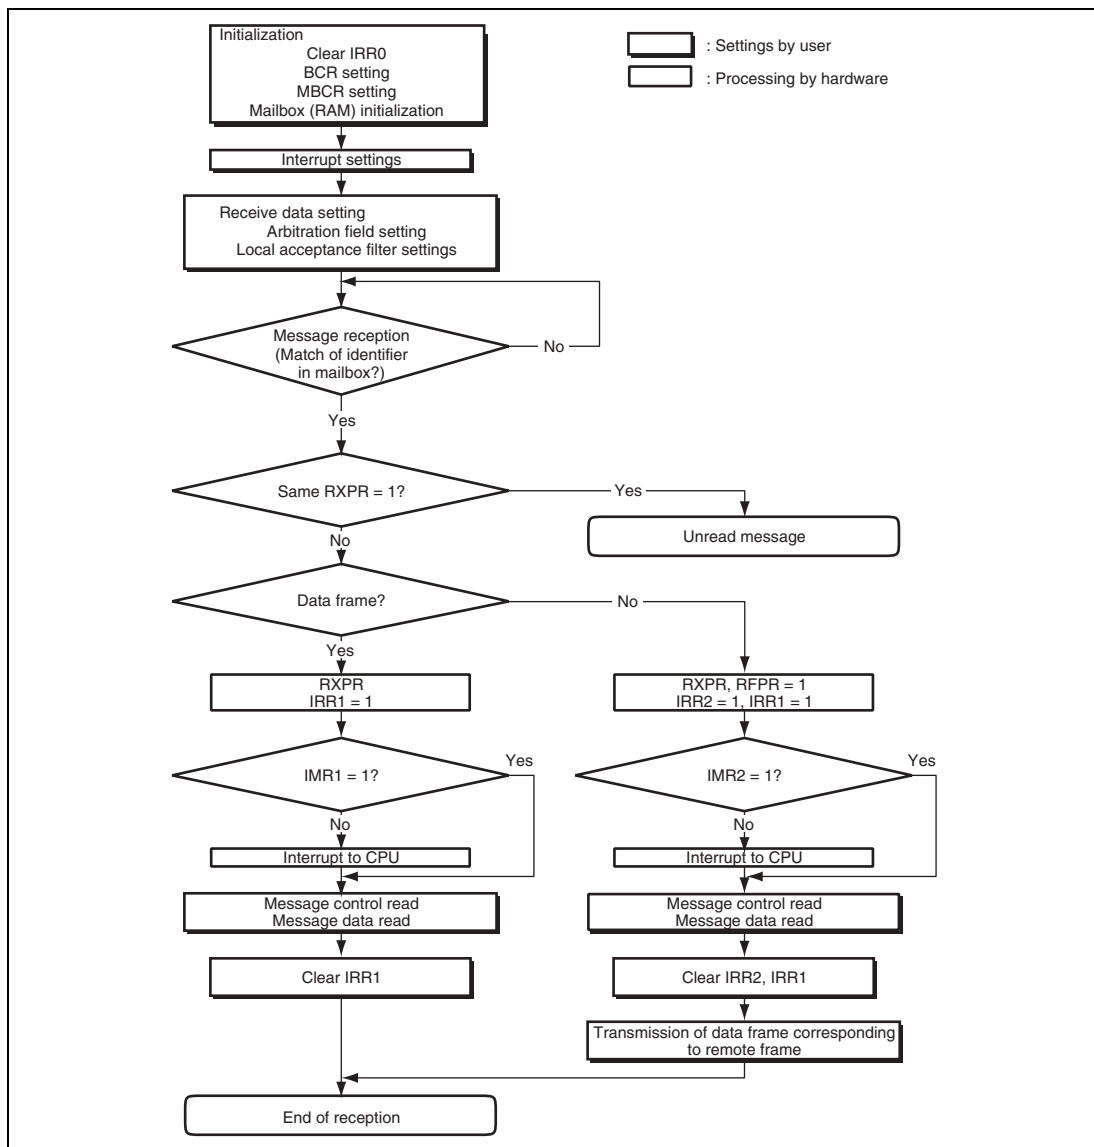 Initialization
Clear IRR0
BCR setting
MBCR setting
Mailbox (RAM) initialization
: Settings by user
: Processing by hardware
Interrupt settings
Receive data setting
Arbitration field setting
Local acceptance filter settings
Message reception
(Match of identifier
in mailbox?)
No
Yes
Same RXPR = 1?
Yes
Unread message
No
Data frame?
No
Yes
RXPR
IRR1 = 1
RXPR, RFPR = 1
IRR2 = 1, IRR1 = 1
Yes
IMR1 = 1?
Yes
IMR2 = 1?
No
No
Interrupt to CPU
Interrupt to CPU
Message control read
Message data read
Message control read
Message data read
Clear IRR1
Clear IRR2, IRR1
Transmission of data frame corresponding
to remote frame
End of reception